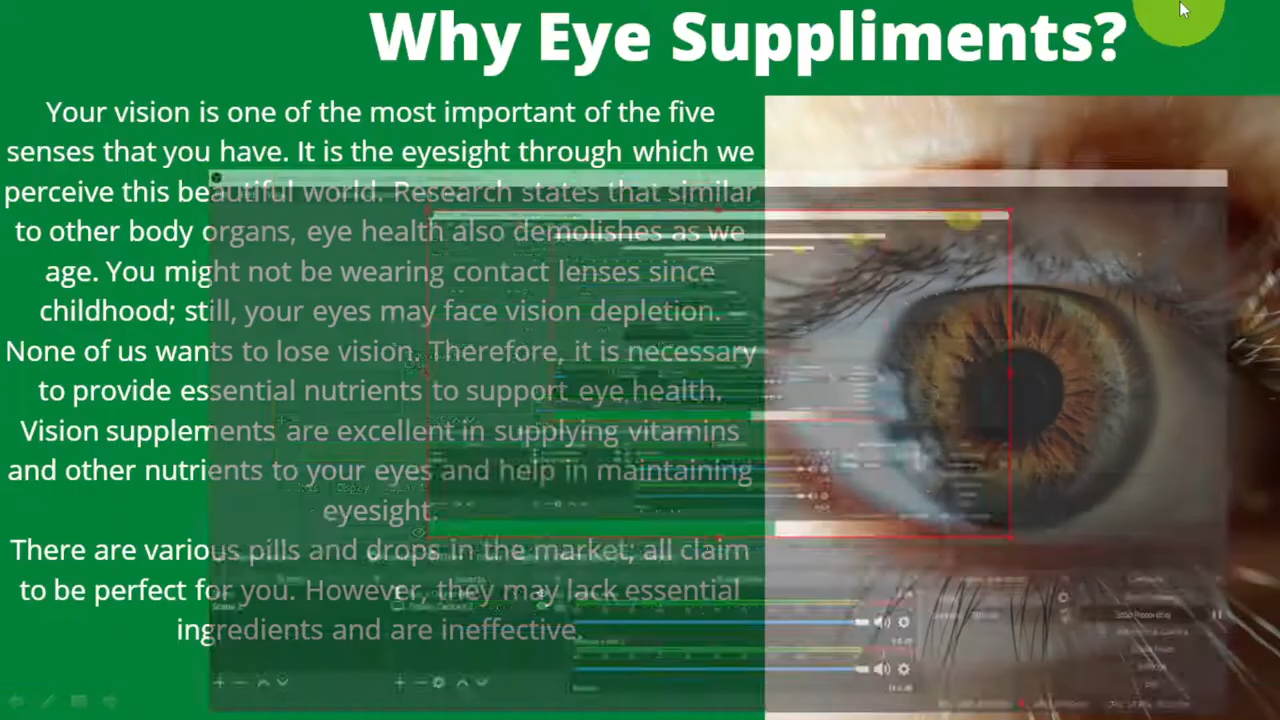 Why Eye Suppliments?
Your vision is one of the most important of the five
senses that you have. It is the eyesight through which we
perceive this beautiful world. Research states that similar
to other body organs, eye health also demolishes as we
age. You might not be wearing contact lenses since
childhood; still, your eyes may face vision depletion.
None of us wants to lose vision. Therefore, it is necessary
to provide essential nutrients to support eye health.
Vision supplements are excellent in supplying vitamins
and other nutrients to your eyes and help in maintaining
eyesight.
There are various pills and drops in the market; all claim
to be perfect for you. However, they may lack essential
ingredients and are ineffective.